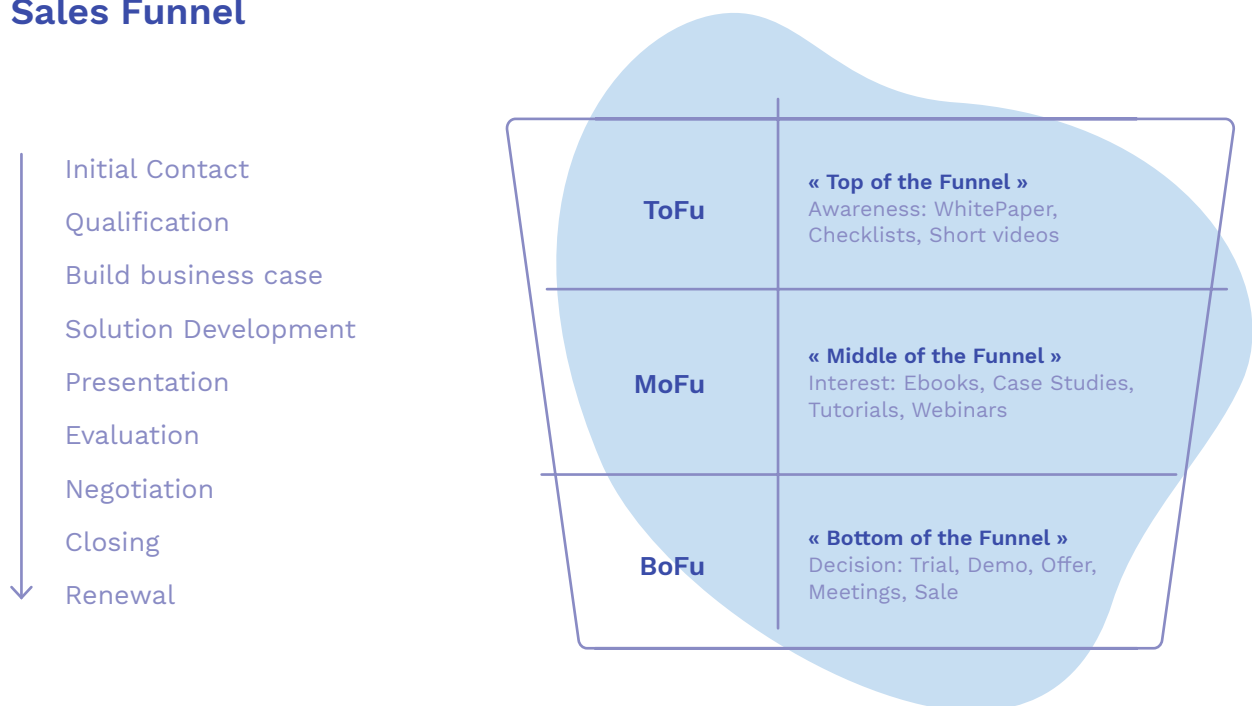 Sales Funnel
Initial Contact
Qualification
Build business case
Solution Development
Presentation
Evaluation
Negotiation
Closing
Renewal
ToFu
« Top of the Funnel »
Awareness: WhitePaper,
Checklists, Short videos
MoFu
« Middle of the Funnel »
Interest: Ebooks, Case Studies,
Tutorials, Webinars
BoFu
« Bottom of the Funnel »
Decision: Trial, Demo, Offer,
Meetings, Sale